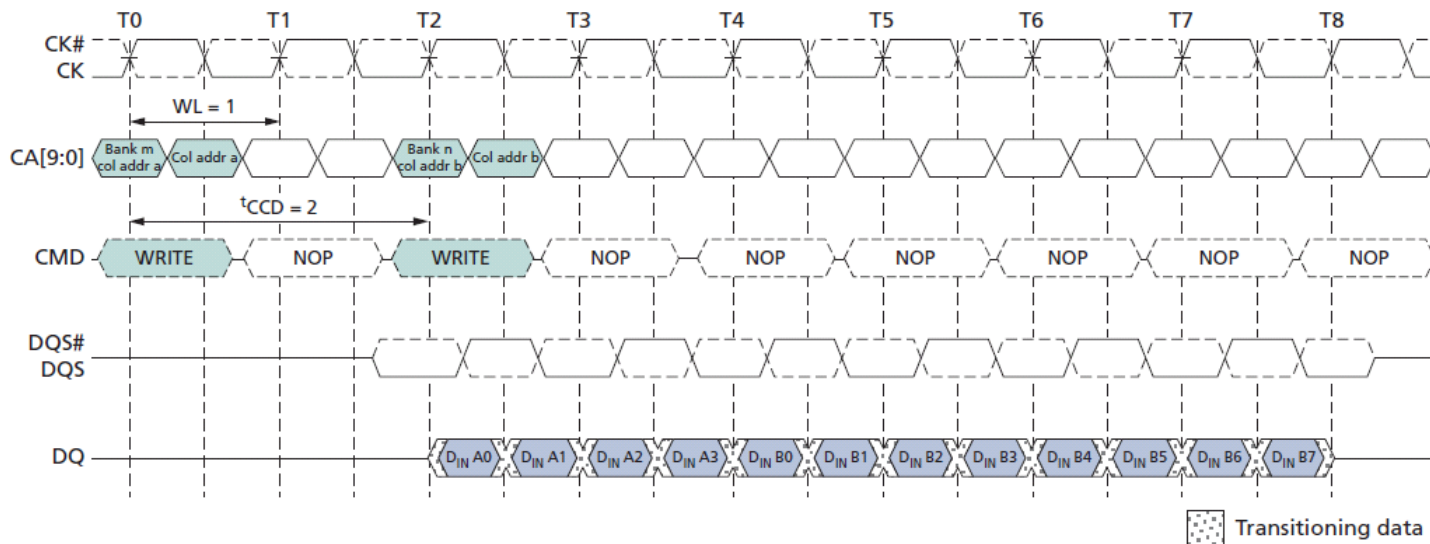 T0 T1 T2 T3 T4 T5 T6 T7 T8
CK#
CK
WL = 1
CA[9:0]
Bank m
col addr a
Col addr a
Bank n
col addr b
Col addr b
tCCD = 2
CMD WRITE NOP WRITE NOP NOP NOP NOP NOP NOP
DQS#
DQS
DQ DIN A0 DIN A1 DIN A2 DIN A3 DIN B0 DIN B1 DIN B2 DIN B3 DIN B4 DIN B5 DIN B6 DIN B7
Transitioning data